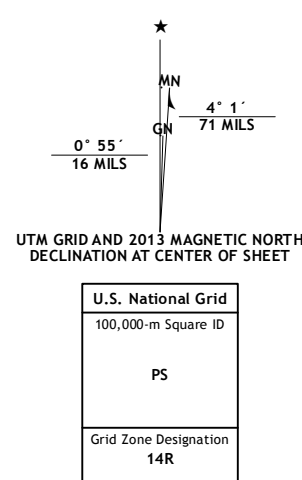 ★
MN
4° 1´
71 MILS
GN
0° 55´
16 MILS
UTM GRID AND 2013 MAGNETIC NORTH
DECLINATION AT CENTER OF SHEET
U.S. National Grid
100,000-m Square ID
PS
Grid Zone Designation
14R